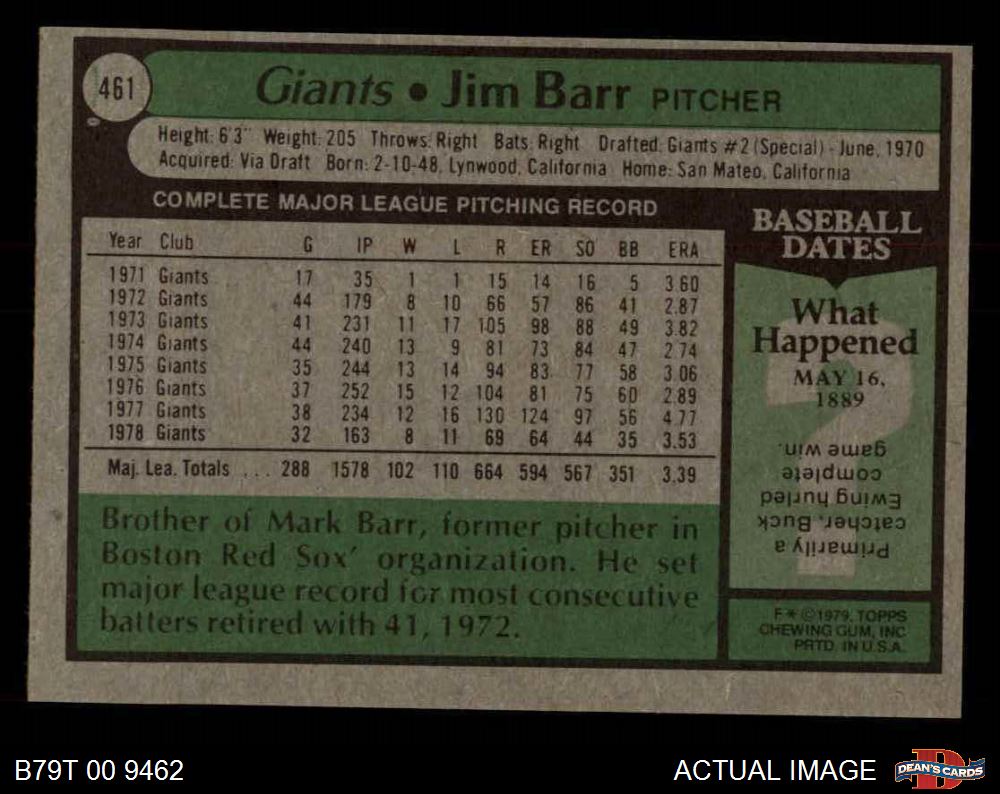 461
Giants • Jim Barr PITCHER
Height: 6'3" Weight: 205 Throws: Right Bats: Right Drafted: Giants #2 (Special) - June, 1970
Acquired: Via Draft Born: 2-10-48, Lynwood, California Home: San Mateo, California
COMPLETE MAJOR LEAGUE PITCHING RECORD
Year Club G IP W L R ER SO BB ERA
1971 Giants 17 35 1 1 15 14 16 5 3.60
1972 Giants 44 179 8 10 66 57 86 41 2.87
1973 Giants 41 231 11 17 105 98 88 49 3.82
1974 Giants 44 240 13 9 81 73 84 47 2.74
1975 Giants 35 244 13 14 94 83 77 58 3.06
1976 Giants 37 252 15 12 104 81 75 60 2.89
1977 Giants 38 234 12 16 130 124 97 56 4.77
1978 Giants 32 163 8 11 69 64 44 35 3.53
Maj. Lea. Totals ... 288 1578 102 110 664 594 567 351 3.39
Brother of Mark Barr, former pitcher in
Boston Red Sox' organization. He set
major league record for most consecutive
batters retired with 41, 1972.
BASEBALL
DATES
What
Happened
MAY 16,
1889
Primarily a
catcher, Buck
Ewing hurled
complete
game win.
F* ©1979, TOPPS
CHEWING GUM, INC
PRTD. IN U.S.A.
B79T 00 9462
ACTUAL IMAGE
D
DEAN'S CARDS